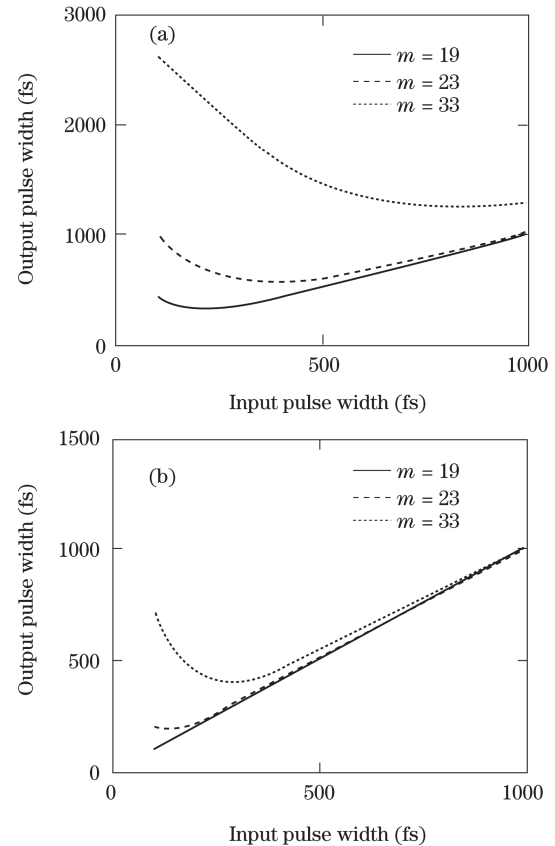 3000
(a)
m = 19
m = 23
m = 33
2000
1000
0
0
500
1000
Output pulse width (fs)
Input pulse width (fs)
1500
(b)
m = 19
m = 23
m = 33
1000
500
0
0
500
1000
Output pulse width (fs)
Input pulse width (fs)